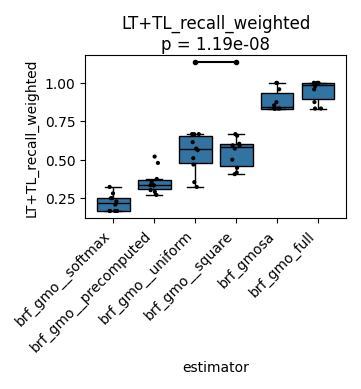 LT+TL_recall_weighted
p = 1.19e-08
LT+TL_recall_weighted
1.00
0.75
0.50
0.25
brf_gmo__softmax
brf_gmo__precomputed
brf_gmo__uniform
brf_gmo__square
brf_gmosa
brf_gmo_full
estimator